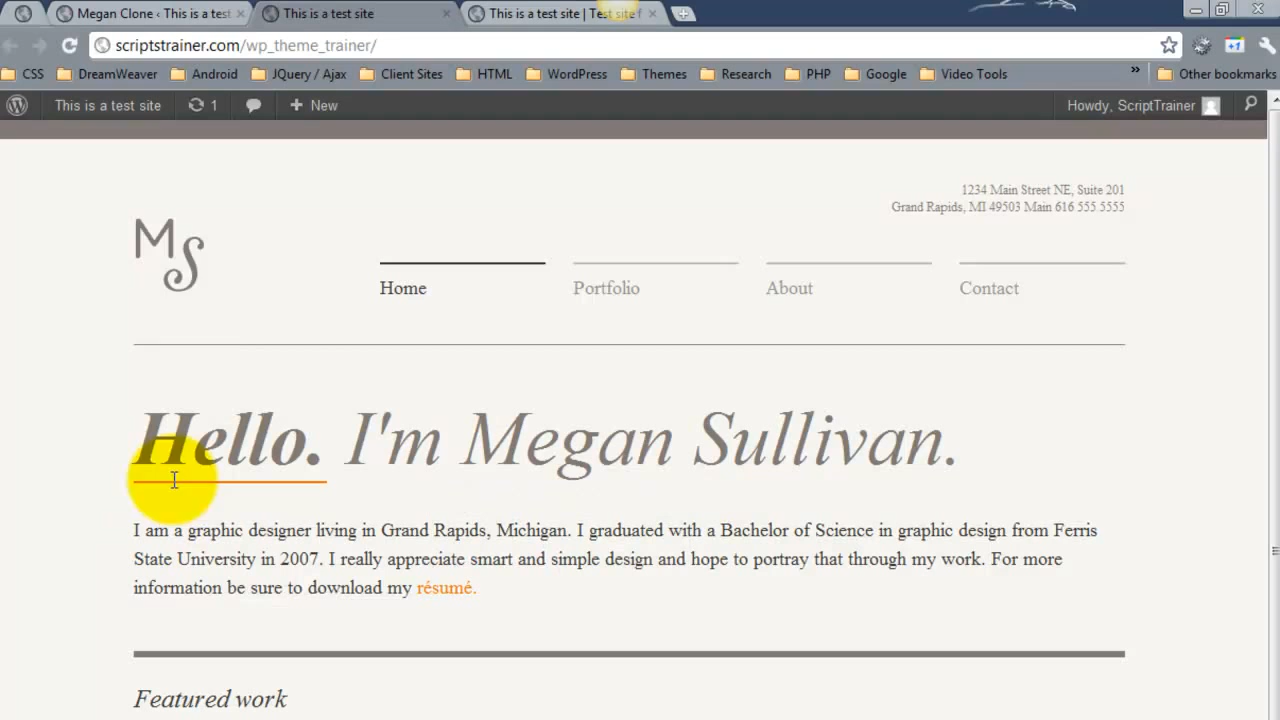 Megan Clone ‹ This is a test
This is a test site
This is a test site | Test site f
scriptstrainer.com/wp_theme_trainer/
+1
CSS DreamWeaver Android JQuery / Ajax Client Sites HTML WordPress Themes Research PHP Google Video Tools » Other bookmarks
This is a test site 1 + New Howdy, ScriptTrainer
1234 Main Street NE, Suite 201
Grand Rapids, MI 49503 Main 616 555 5555
MS
Home Portfolio About Contact
Hello. I'm Megan Sullivan.
I am a graphic designer living in Grand Rapids, Michigan. I graduated with a Bachelor of Science in graphic design from Ferris
State University in 2007. I really appreciate smart and simple design and hope to portray that through my work. For more
information be sure to download my résumé.
Featured work